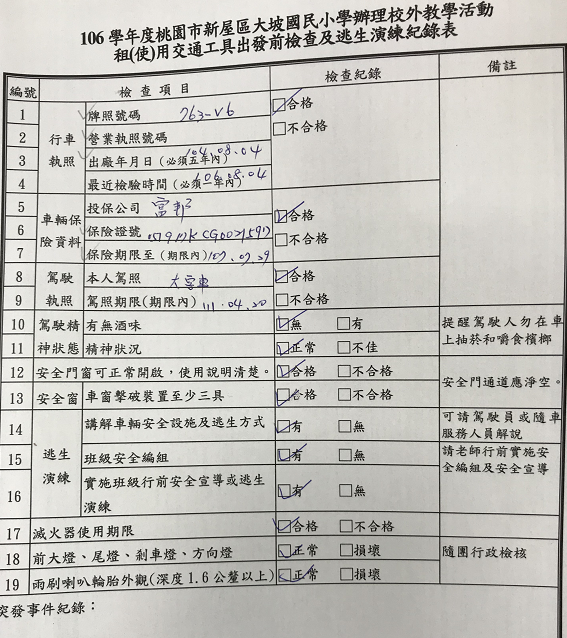 106 學年度桃園市新屋區大坡國民小學辦理校外教學活動
租(使)用交通工具出發前檢查及逃生演練紀錄表
編號 檢查項目 檢查紀錄 備註
1 行車執照 牌照號碼 763-V6 ☑合格
2 營業執照號碼 □不合格
3 出廠年月日(必須五年內) 104.08.04
4 最近檢驗時間(必須一年內) 106.08.04
5 車輛保險資料 投保公司 富邦 ☑合格
6 保險證號
7 保險期限至(期限內) □不合格
8 駕駛執照 本人駕照 大客車 ☑合格
9 駕照期限(期限內) 111.04.20 □不合格
10 駕駛精神狀態 有無酒味 ☑無 □有 提醒駕駛人勿在車
11 精神狀況 ☑正常 □不佳 上抽菸和嚼食檳榔
12 安全門窗可正常開啟,使用說明清楚。 ☑合格 □不合格 安全門通道應淨空。
13 安全窗 車窗擊破裝置至少三具 ☑合格 □不合格
14 逃生演練 講解車輛安全設施及逃生方式 ☑有 □無 可請駕駛員或隨車
服務人員解說
15 班級安全編組 ☑有 □無 請老師行前實施安
全編組及安全宣導
16 實施班級行前安全宣導或逃生 ☑有 □無
演練
17 滅火器使用期限 ☑合格 □不合格
18 前大燈、尾燈、剎車燈、方向燈 ☑正常 □損壞 隨團行政檢核
19 雨刷喇叭輪胎外觀(深度1.6公釐以上) ☑正常 □損壞
突發事件紀錄: